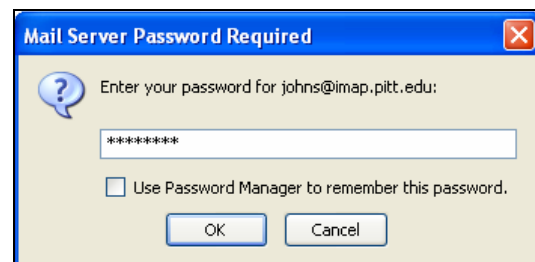 Mail Server Password Required
Enter your password for johns@imap.pitt.edu:
********
Use Password Manager to remember this password.
OK Cancel